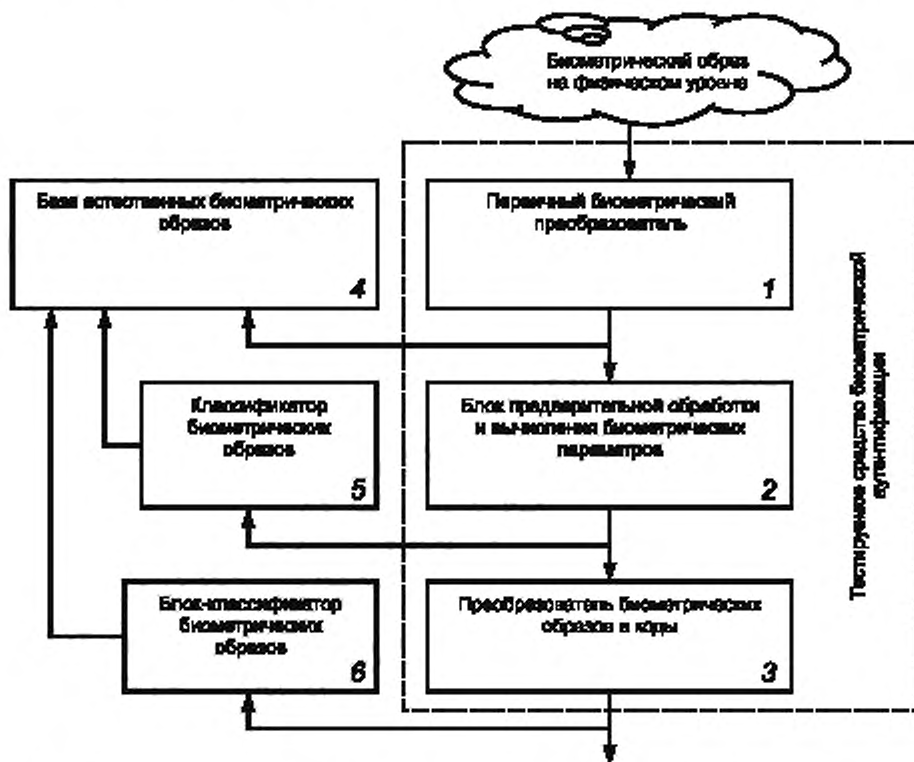 Биометрический образ
на физическом уровне
База естественных биометрических
образов
4
Первичный биометрический
преобразователь
1
Классификатор
биометрических
образов
5
Блок предварительной обработки
и вычисления биометрических
параметров
2
Блок-классификатор
биометрических
образов
6
Преобразователь биометрических
образов в коды
3
Тестируемое средство биометрической
аутентификации